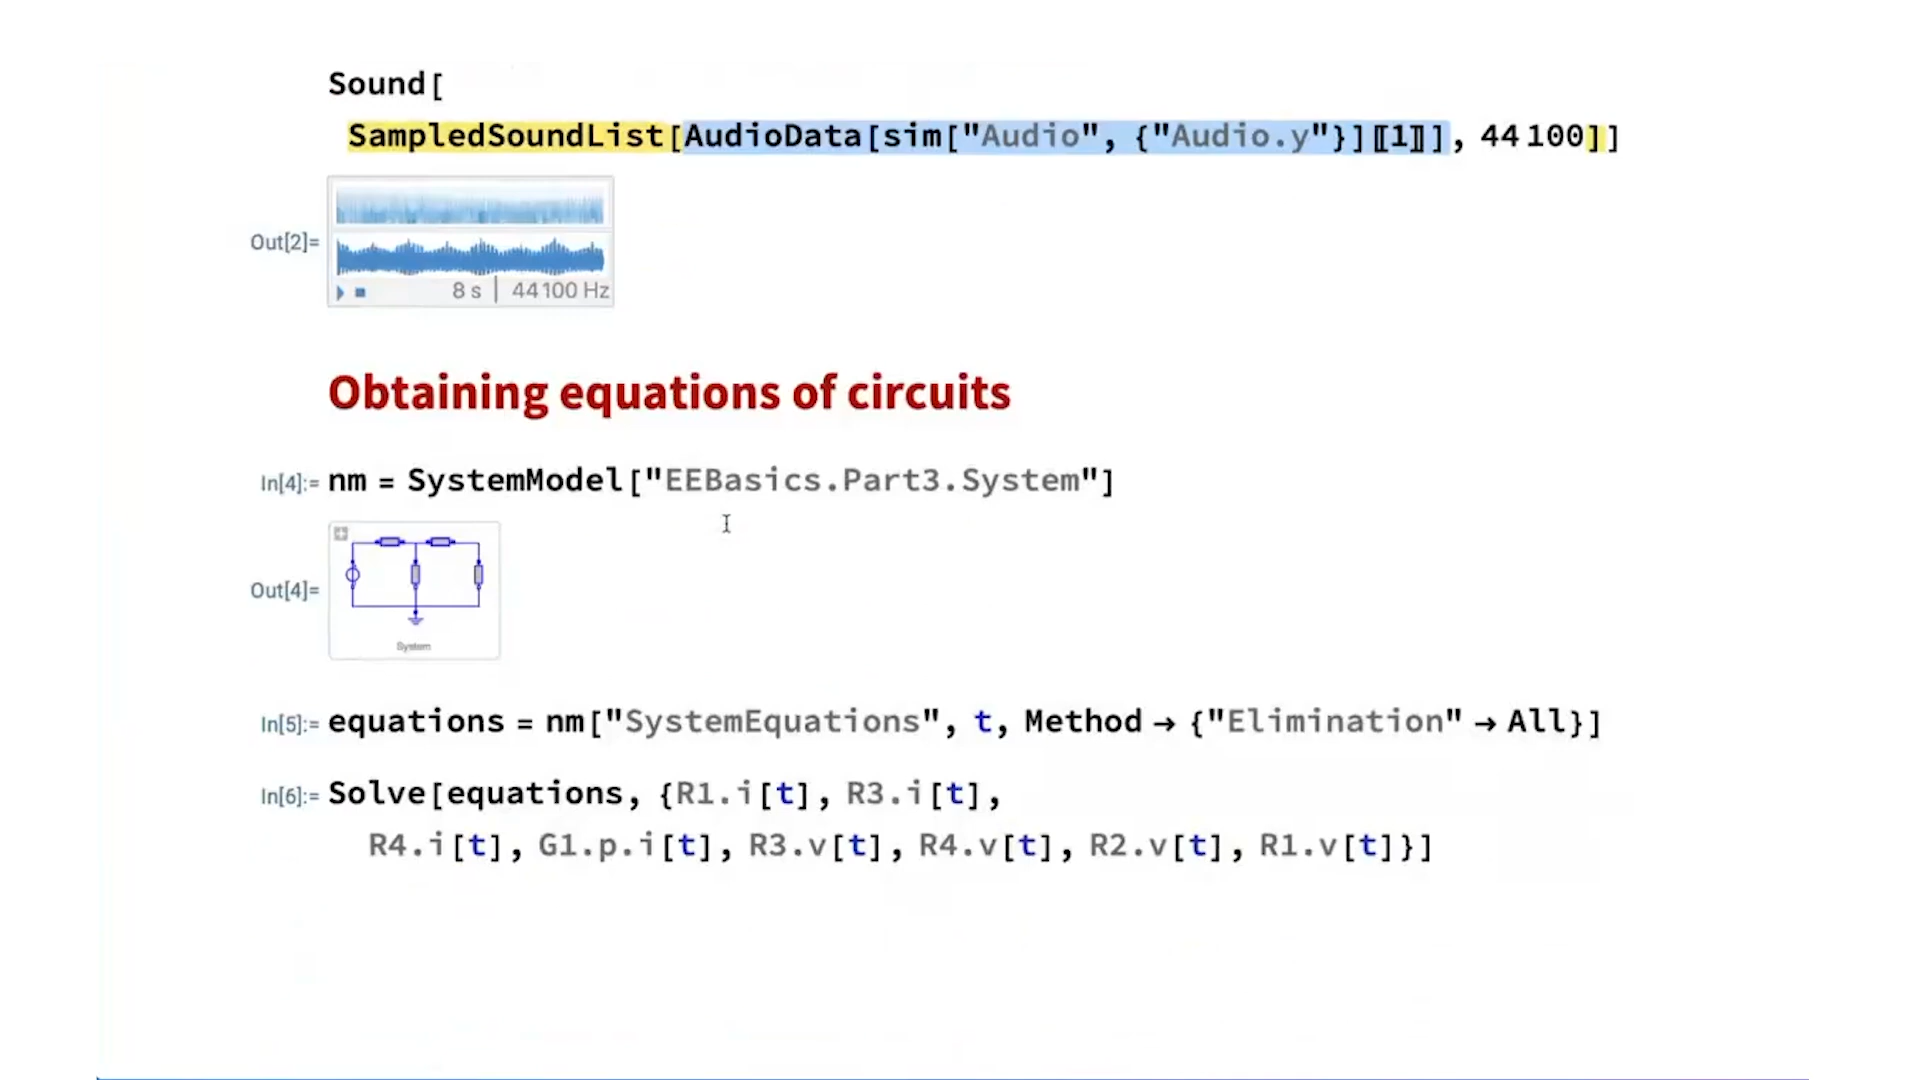 Sound[
SampledSoundList[AudioData[sim["Audio", {"Audio.y"}]〚1〛], 44100]]
Out[2]=
8 s | 44100 Hz
Obtaining equations of circuits
In[4]:= nm = SystemModel["EEBasics.Part3.System"]
Out[4]=
System
In[5]:= equations = nm["SystemEquations", t, Method → {"Elimination" → All}]
In[6]:= Solve[equations, {R1.i[t], R3.i[t],
R4.i[t], G1.p.i[t], R3.v[t], R4.v[t], R2.v[t], R1.v[t]}]